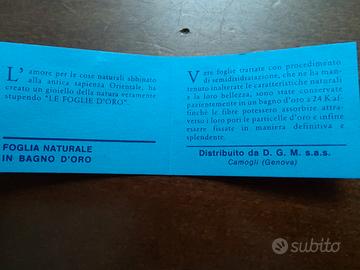 L'amore per le cose naturali abbinato
alla antica sapienza Orientale, ha
creato un gioiello della natura veramente
stupendo "LE FOGLIE D'ORO".
FOGLIA NATURALE
IN BAGNO D'ORO
Vere foglie trattate con procedimento
di semidisidratazione, che ne ha man-
tenuto inalterate le caratteristiche naturali
e la loro bellezza, sono state conservate
pazientemente in un bagno d'oro a 24 K af-
finchè le fibre potessero assorbire attra-
verso i loro pori le particelle d'oro e infine
essere fissate in maniera definitiva e
splendente.
Distribuito da D. G. M. s.a.s.
Camogli (Genova)
subito